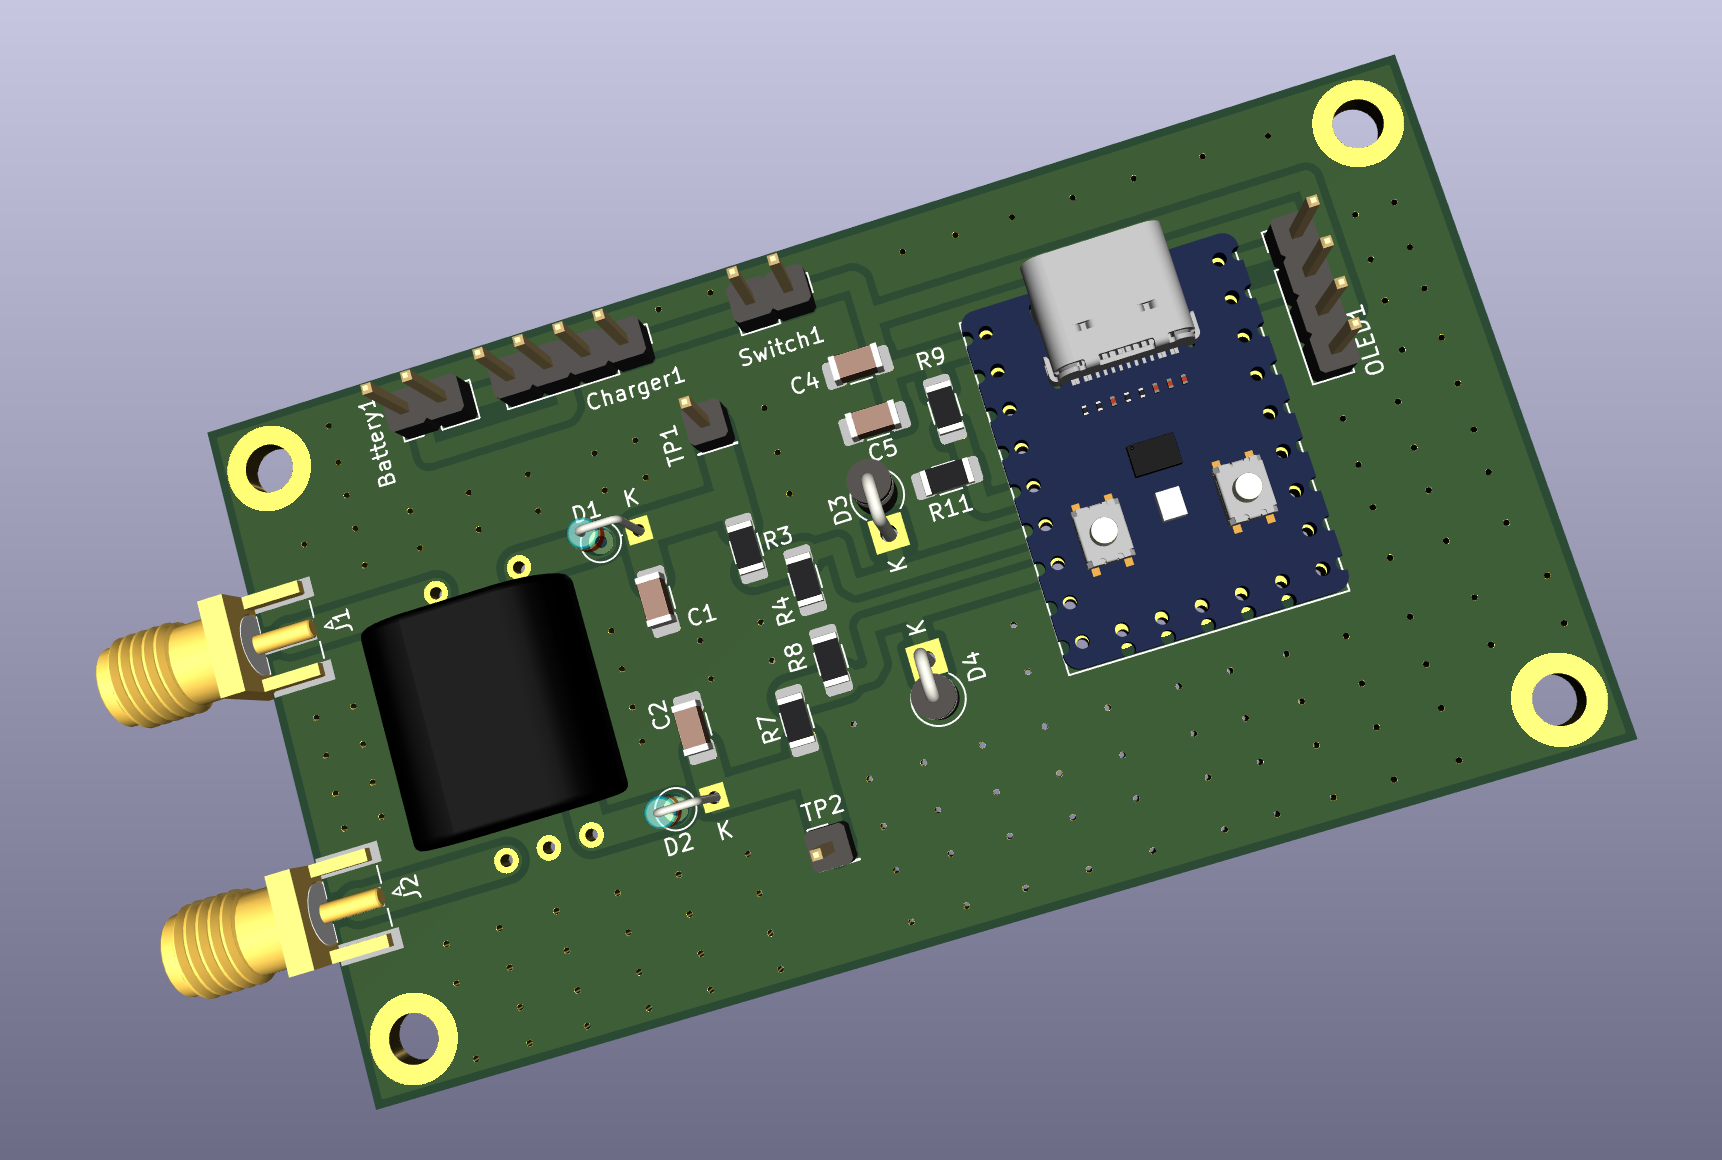 Battery1
Charger1
Switch1
OLED1
C4
R9
C5
TP1
D3
R11
K
D1
K
R3
R4
C1
J1
R8
K
D4
C2
R7
TP2
D2
K
J2